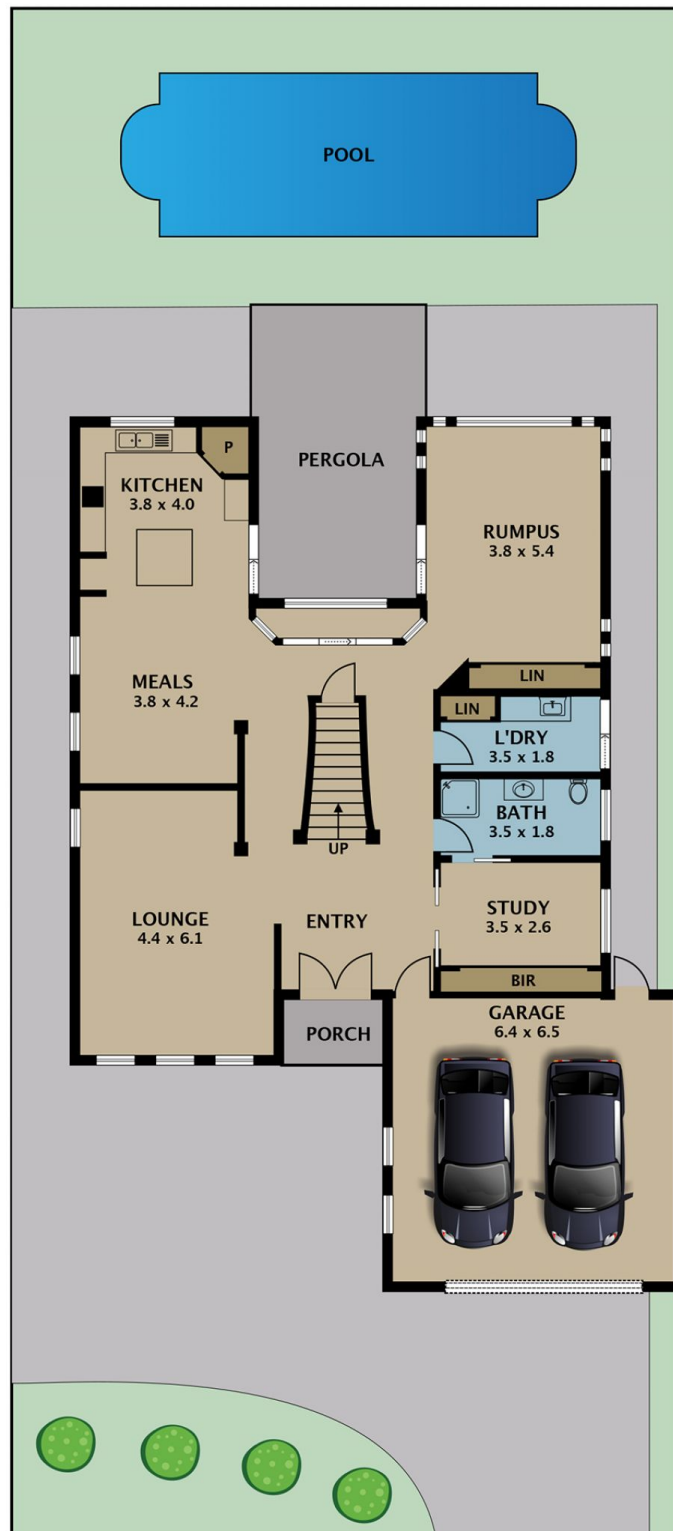 POOL
P
KITCHEN
3.8 x 4.0
PERGOLA
RUMPUS
3.8 x 5.4
MEALS
3.8 x 4.2
LIN
LIN
L'DRY
3.5 x 1.8
BATH
3.5 x 1.8
UP
LOUNGE
4.4 x 6.1
ENTRY
STUDY
3.5 x 2.6
BIR
PORCH
GARAGE
6.4 x 6.5